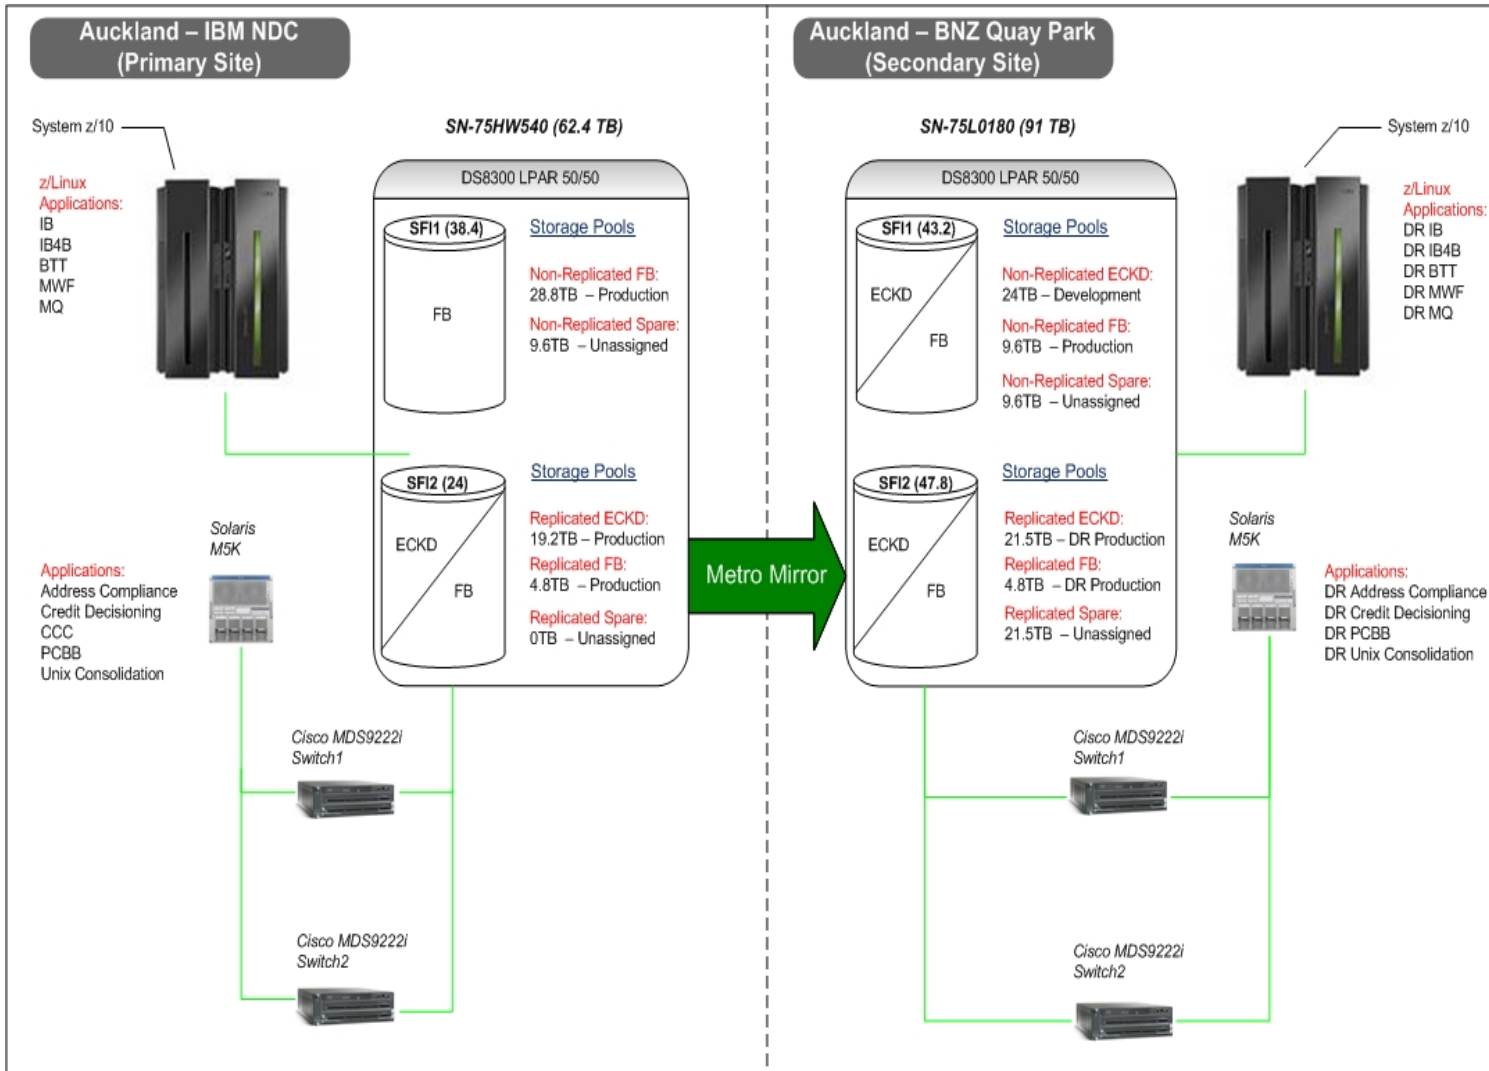 Auckland – IBM NDC
(Primary Site)
System z/10
z/Linux
Applications:
IB
IB4B
BTT
MWF
MQ
SN-75HW540 (62.4 TB)
DS8300 LPAR 50/50
SFI1 (38.4)
FB
Storage Pools
Non-Replicated FB:
28.8TB – Production
Non-Replicated Spare:
9.6TB – Unassigned
SFI2 (24)
ECKD
FB
Storage Pools
Replicated ECKD:
19.2TB – Production
Replicated FB:
4.8TB – Production
Replicated Spare:
0TB – Unassigned
Solaris
M5K
Applications:
Address Compliance
Credit Decisioning
CCC
PCBB
Unix Consolidation
Cisco MDS9222i
Switch1
Cisco MDS9222i
Switch2
Metro Mirror
Auckland – BNZ Quay Park
(Secondary Site)
SN-75L0180 (91 TB)
DS8300 LPAR 50/50
SFI1 (43.2)
ECKD
FB
Storage Pools
Non-Replicated ECKD:
24TB – Development
Non-Replicated FB:
9.6TB – Production
Non-Replicated Spare:
9.6TB – Unassigned
SFI2 (47.8)
ECKD
FB
Storage Pools
Replicated ECKD:
21.5TB – DR Production
Replicated FB:
4.8TB – DR Production
Replicated Spare:
21.5TB – Unassigned
System z/10
z/Linux
Applications:
DR IB
DR IB4B
DR BTT
DR MWF
DR MQ
Solaris
M5K
Applications:
DR Address Compliance
DR Credit Decisioning
DR PCBB
DR Unix Consolidation
Cisco MDS9222i
Switch1
Cisco MDS9222i
Switch2